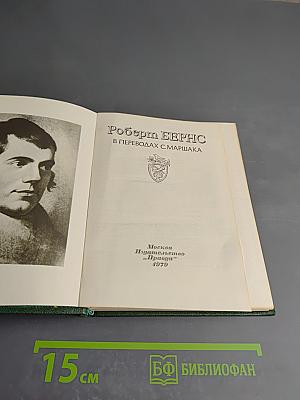 Роберт БЕРНС
В ПЕРЕВОДАХ С. МАРШАКА
Москва
Издательство
„Правда“
1979
15 см
БФ БИБЛИОФАН